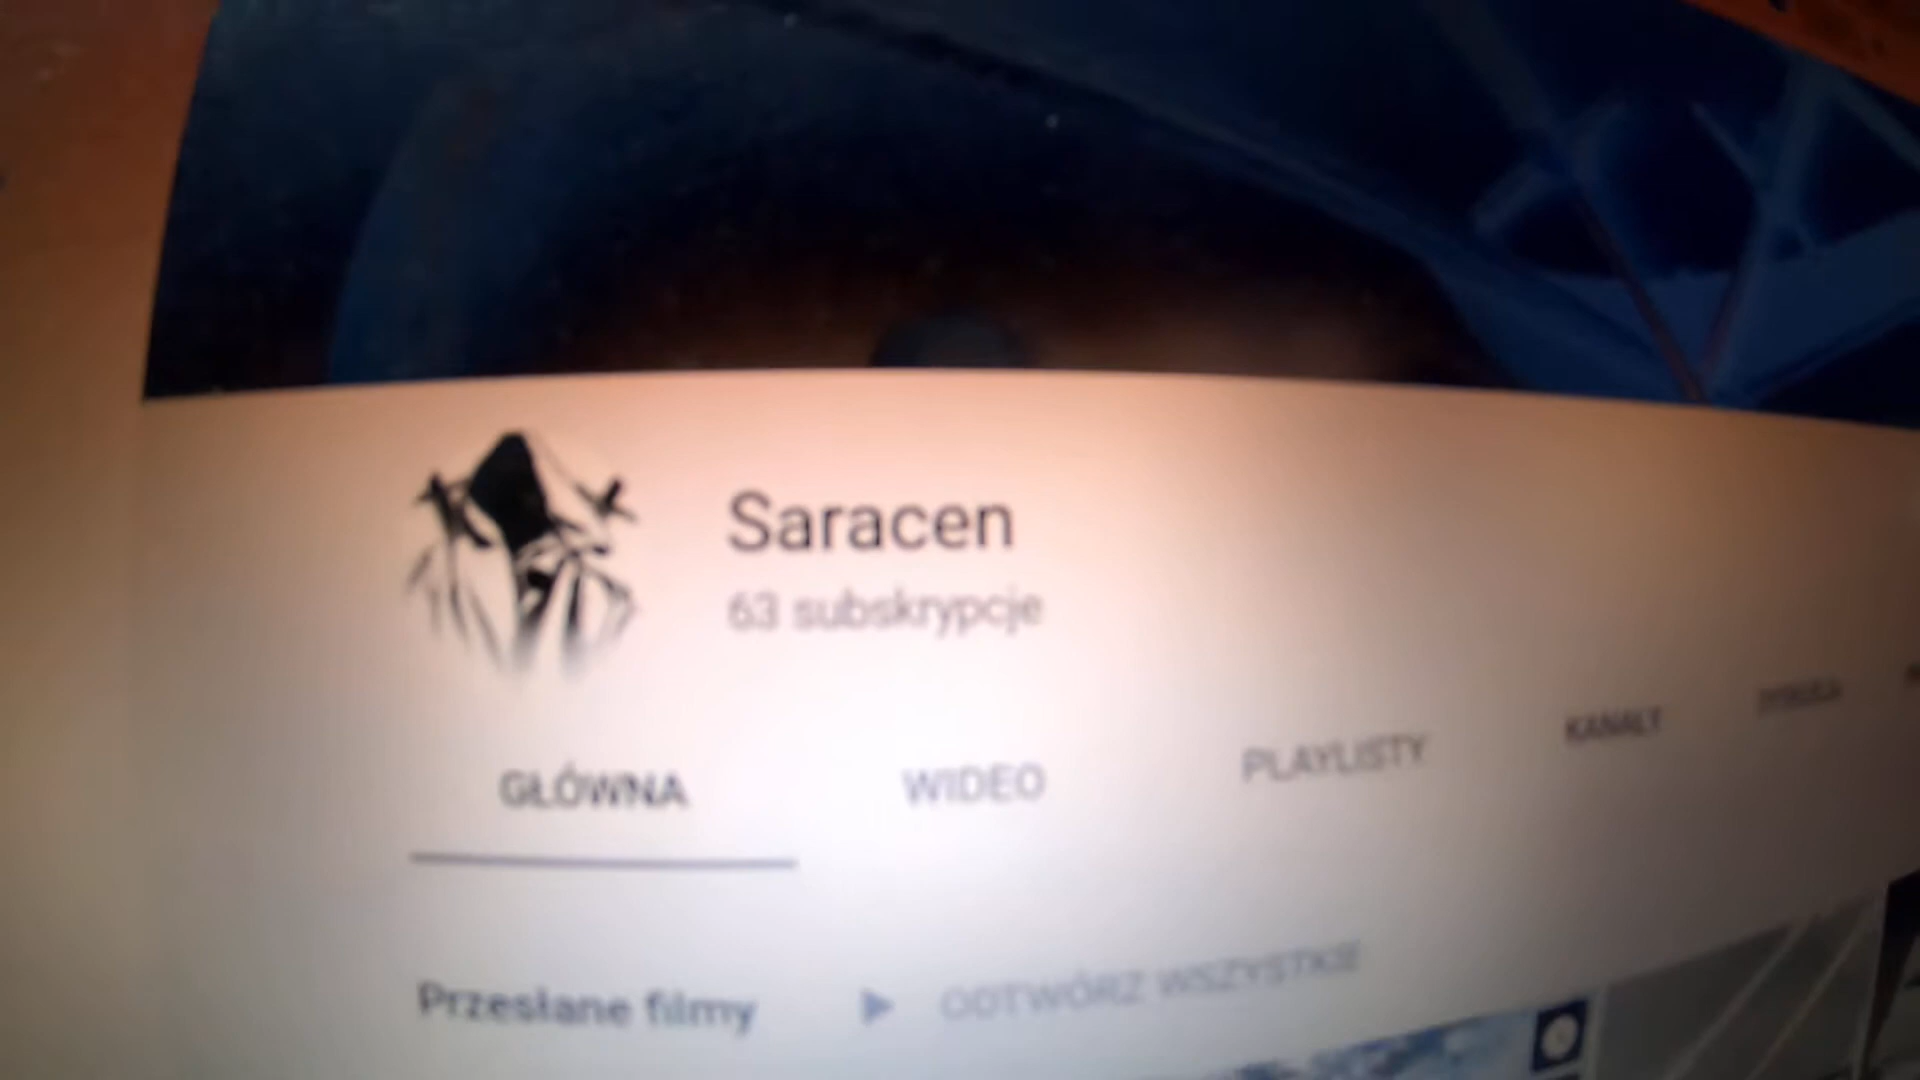 Saracen
63 subskrypcje
GŁÓWNA WIDEO PLAYLISTY KANAŁY
Przesłane filmy ODTWÓRZ WSZYSTKIE